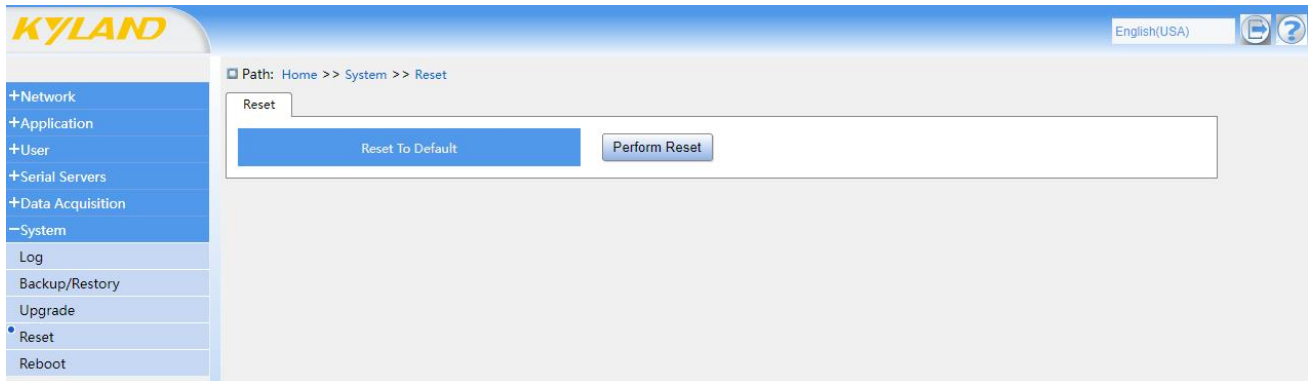 KYLAND
English(USA)
Path: Home >> System >> Reset
+Network
+Application
+User
+Serial Servers
+Data Acquisition
−System
Log
Backup/Restory
Upgrade
Reset
Reboot
Reset
Reset To Default
Perform Reset